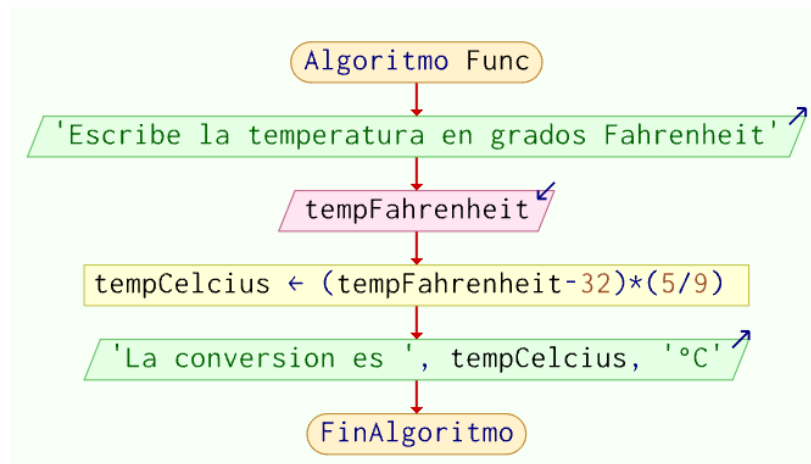 Algoritmo Func
'Escribe la temperatura en grados Fahrenheit'
tempFahrenheit
tempCelcius ← (tempFahrenheit-32)*(5/9)
'La conversion es ', tempCelcius, '°C'
FinAlgoritmo